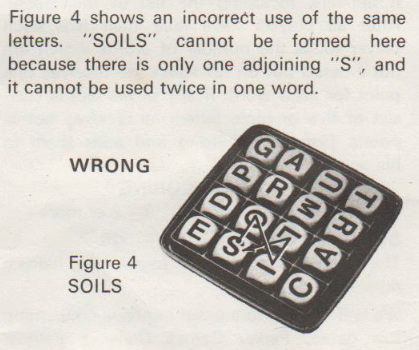 Figure 4 shows an incorrect use of the same
letters. "SOILS" cannot be formed here
because there is only one adjoining "S", and
it cannot be used twice in one word.
WRONG
Figure 4
SOILS
G A U T
P R M R
D O L A
E S I C